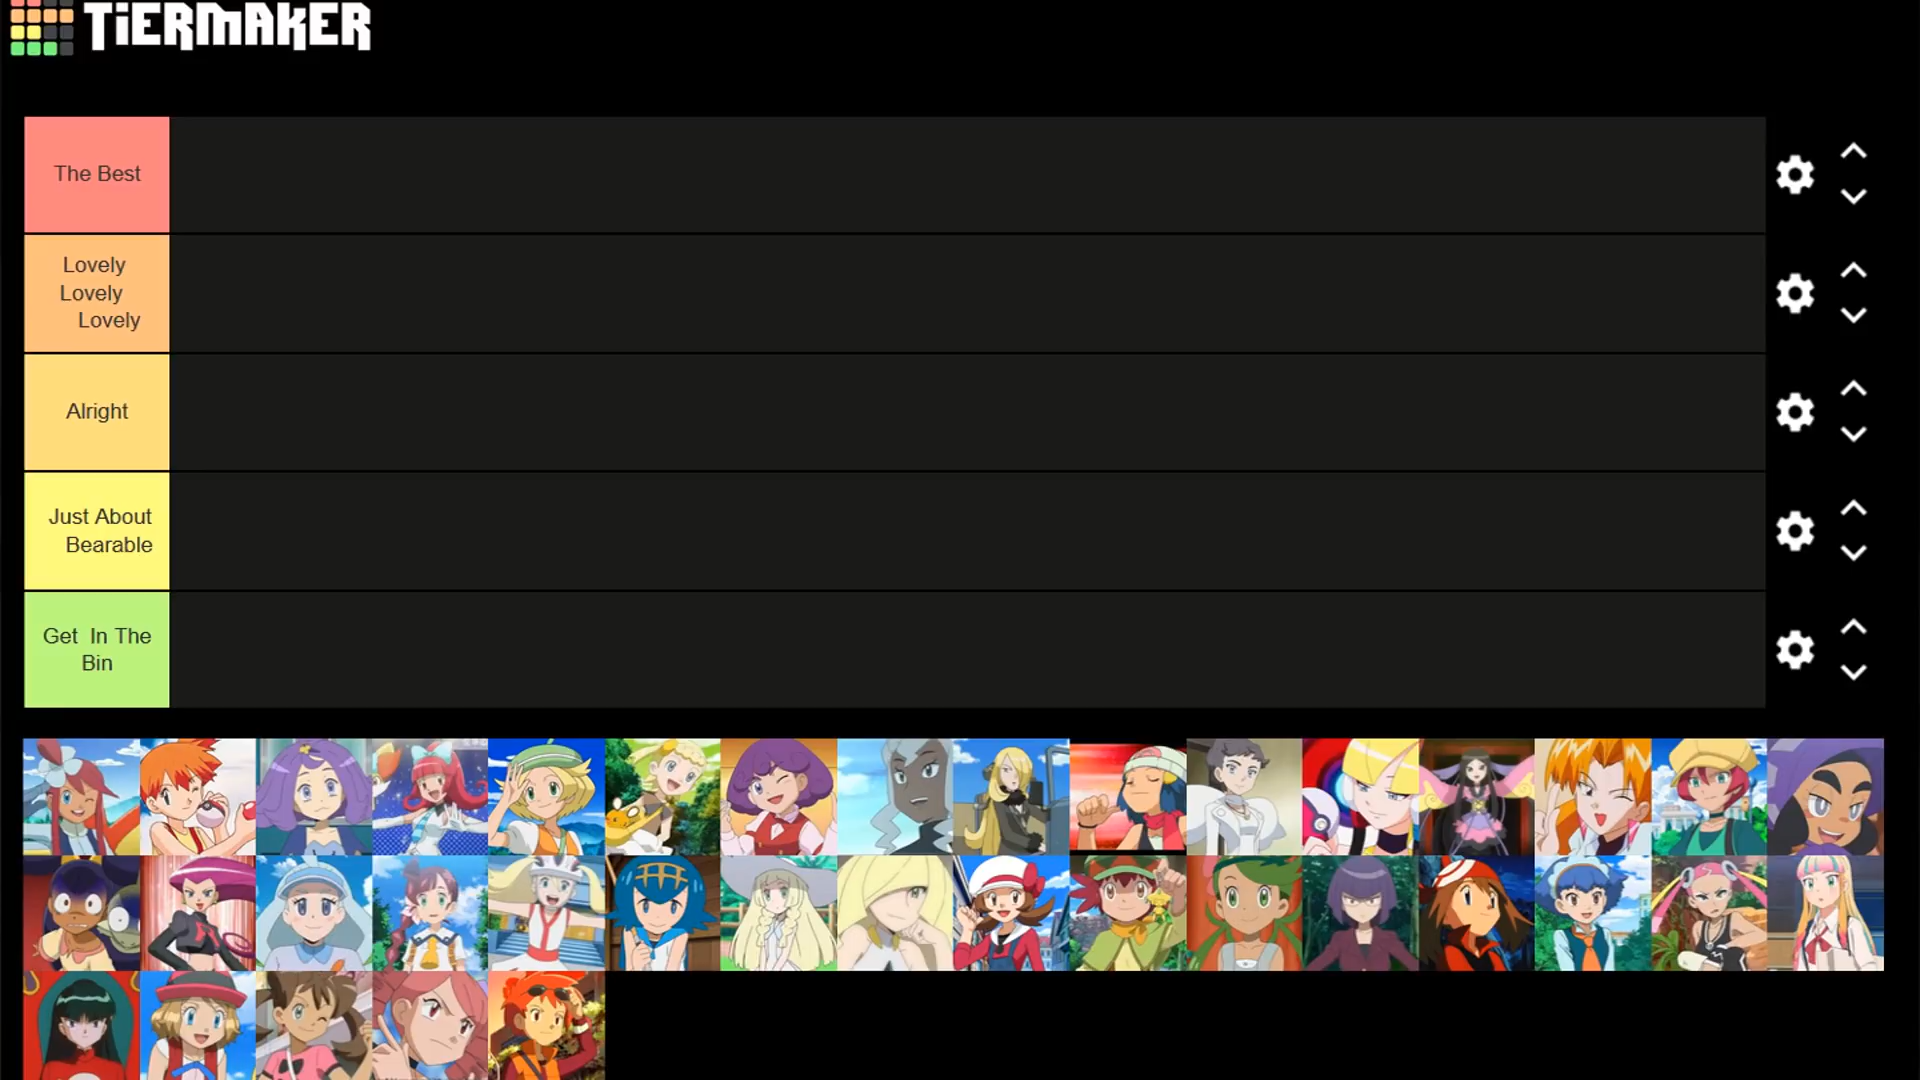 TiERMAKER
The Best
Lovely
Lovely
Lovely
Alright
Just About
Bearable
Get In The
Bin